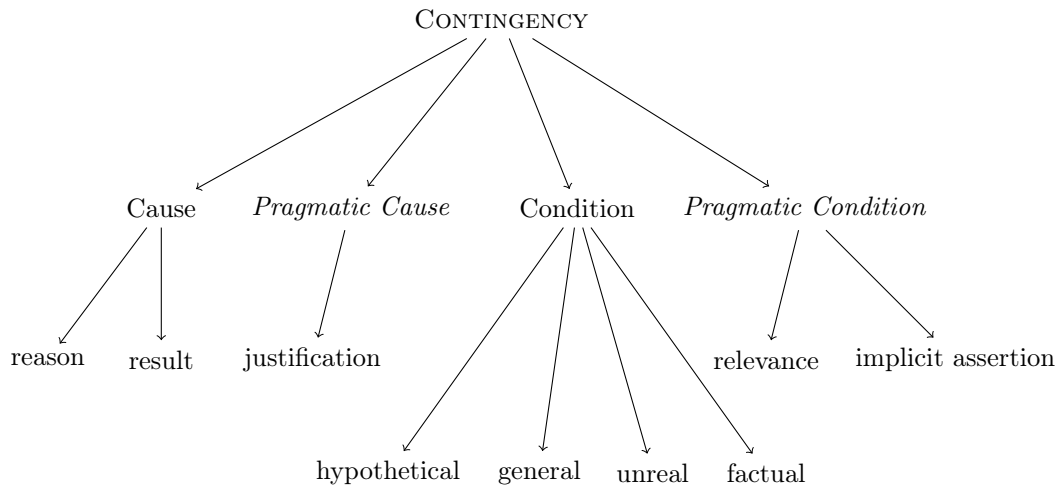 CONTINGENCY
Cause
Pragmatic Cause
Condition
Pragmatic Condition
reason
result
justification
relevance
implicit assertion
hypothetical
general
unreal
factual